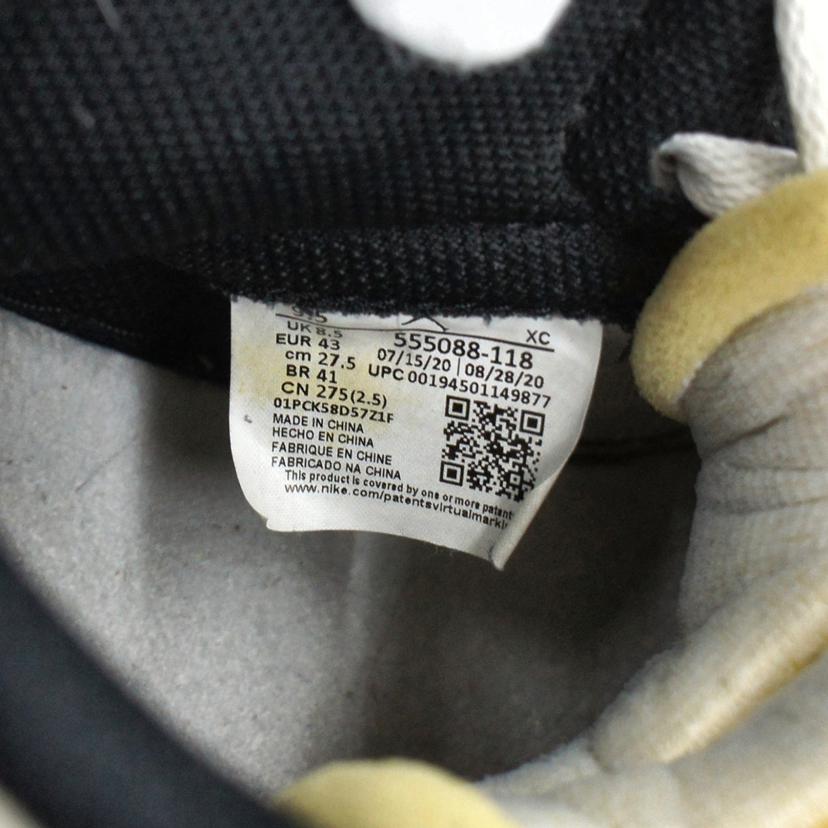 UK 8.5
EUR 43
cm 27.5
BR 41
CN 275(2.5)
01PCK58D57Z1F
XC
555088-118
07/15/20 | 08/28/20
UPC 00194501149877
MADE IN CHINA
HECHO EN CHINA
FABRIQUE EN CHINE
FABRICADO NA CHINA
This product is covered by one or more patent
www.nike.com/patentsvirtualmarki